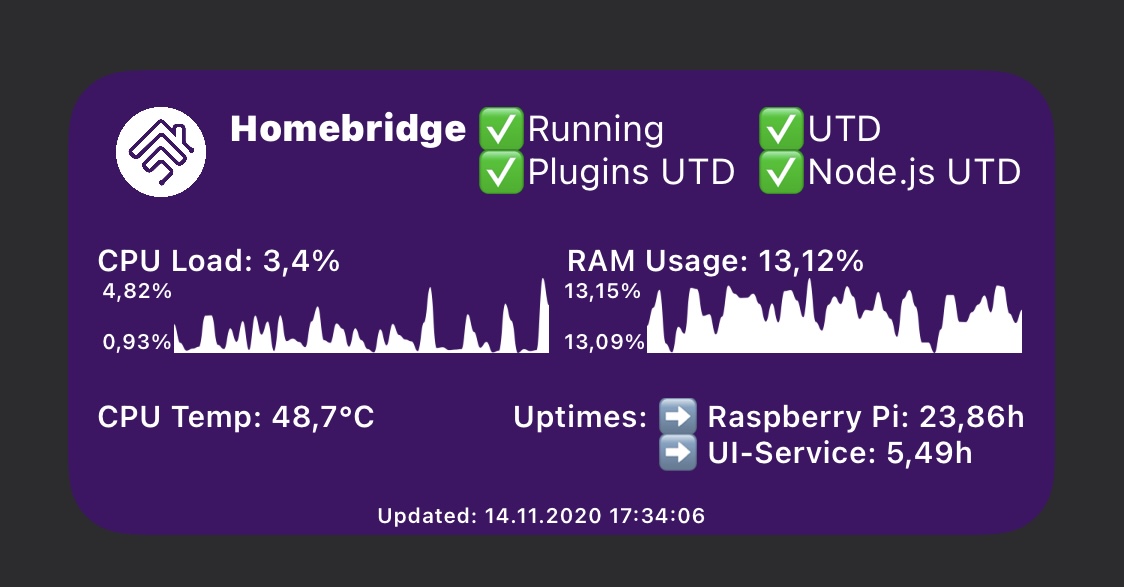 Homebridge ✅Running ✅UTD
✅Plugins UTD ✅Node.js UTD
CPU Load: 3,4%
4,82%
0,93%
RAM Usage: 13,12%
13,15%
13,09%
CPU Temp: 48,7°C
Uptimes: ➡️ Raspberry Pi: 23,86h
➡️ UI-Service: 5,49h
Updated: 14.11.2020 17:34:06